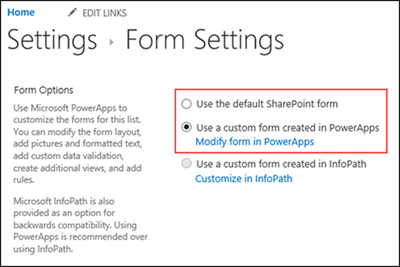 Home EDIT LINKS
Settings › Form Settings
Form Options
Use Microsoft PowerApps to
customize the forms for this list.
You can modify the form layout,
add pictures and formatted text,
add custom data validation,
create additional views, and add
rules.
Microsoft InfoPath is also
provided as an option for
backwards compatibility. Using
PowerApps is recommended over
using InfoPath.
Use the default SharePoint form
Use a custom form created in PowerApps
Modify form in PowerApps
Use a custom form created in InfoPath
Customize in InfoPath